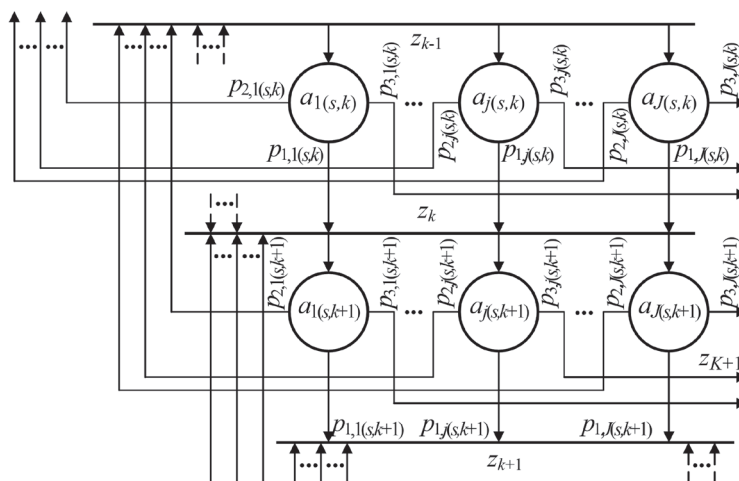 z_{k-1}
p_{2,1(s,k)} a_{1(s,k)} p_{3,1(s,k)} ... p_{2,j(s,k)} a_{j(s,k)} p_{3,j(s,k)} ... p_{2,J(s,k)} a_{J(s,k)} p_{3,J(s,k)}
p_{1,1(s,k)} p_{1,j(s,k)} p_{1,J(s,k)}
z_k
p_{2,1(s,k+1)} a_{1(s,k+1)} p_{3,1(s,k+1)} ... p_{2,j(s,k+1)} a_{j(s,k+1)} p_{3,j(s,k+1)} ... p_{2,J(s,k+1)} a_{J(s,k+1)} p_{3,J(s,k+1)}
z_{K+1}
p_{1,1(s,k+1)} p_{1,j(s,k+1)} p_{1,J(s,k+1)}
z_{k+1}